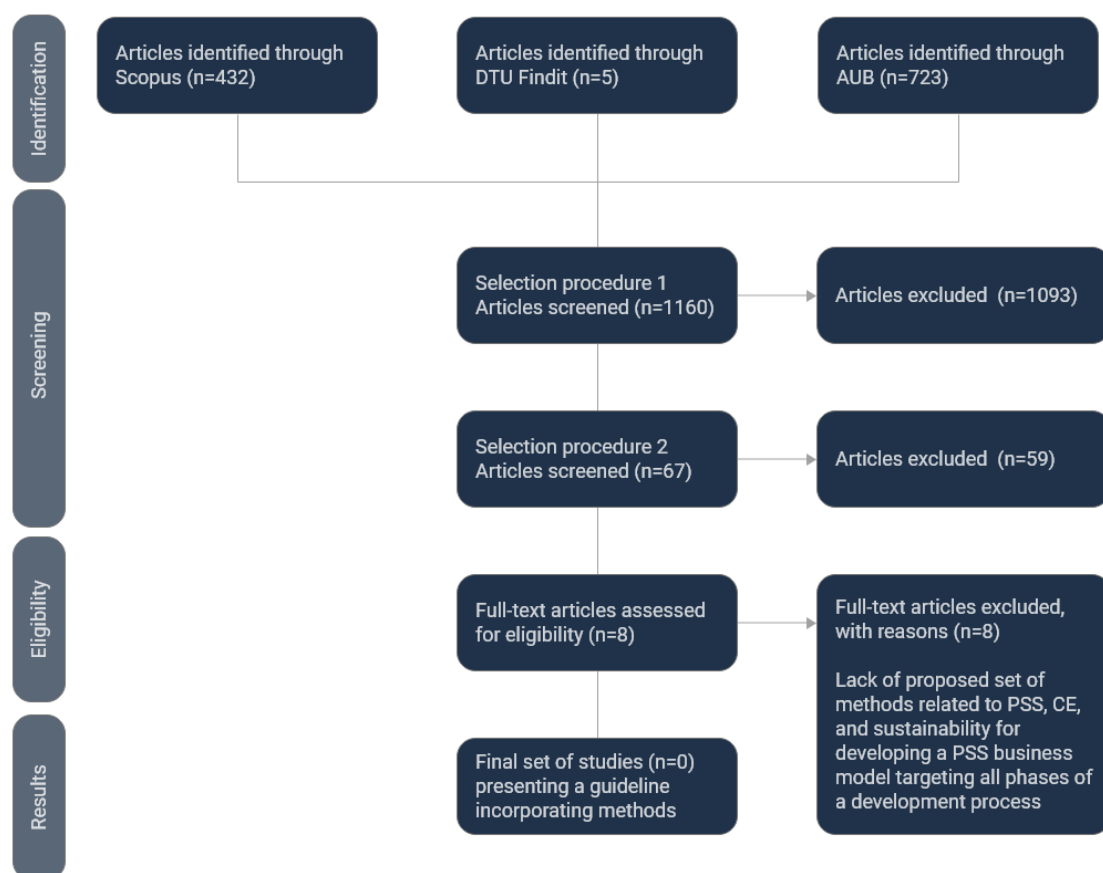 Identification
Articles identified through
Scopus (n=432)
Articles identified through
DTU Findit (n=5)
Articles identified through
AUB (n=723)
Screening
Selection procedure 1
Articles screened (n=1160)
Articles excluded (n=1093)
Selection procedure 2
Articles screened (n=67)
Articles excluded (n=59)
Eligibility
Full-text articles assessed
for eligibility (n=8)
Full-text articles excluded,
with reasons (n=8)
Lack of proposed set of
methods related to PSS, CE,
and sustainability for
developing a PSS business
model targeting all phases of
a development process
Results
Final set of studies (n=0)
presenting a guideline
incorporating methods